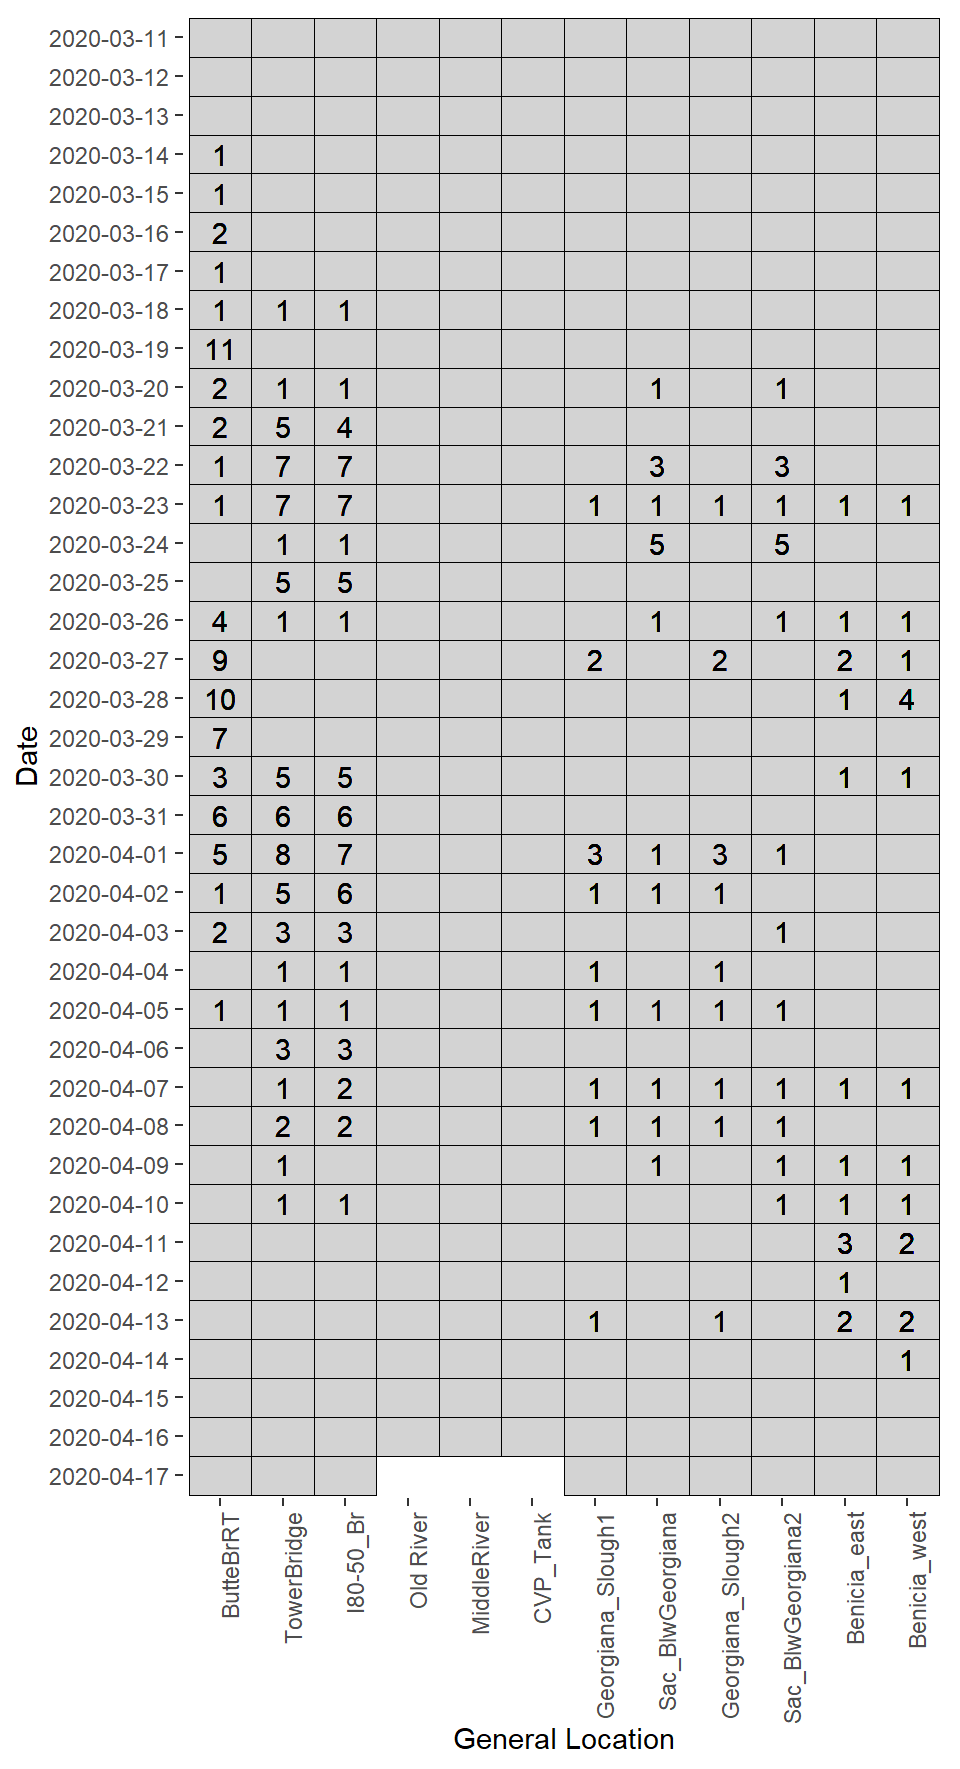 2020-03-11
2020-03-12
2020-03-13
2020-03-14 1
2020-03-15 1
2020-03-16 2
2020-03-17 1
2020-03-18 1 1 1
2020-03-19 11
2020-03-20 2 1 1 1 1
2020-03-21 2 5 4
2020-03-22 1 7 7 3 3
2020-03-23 1 7 7 1 1 1 1 1 1
2020-03-24 1 1 5 5
2020-03-25 5 5
2020-03-26 4 1 1 1 1 1 1
2020-03-27 9 2 2 2 1
2020-03-28 10 1 4
2020-03-29 7
2020-03-30 3 5 5 1 1
2020-03-31 6 6 6
2020-04-01 5 8 7 3 1 3 1
2020-04-02 1 5 6 1 1 1
2020-04-03 2 3 3 1
2020-04-04 1 1 1 1
2020-04-05 1 1 1 1 1 1 1
2020-04-06 3 3
2020-04-07 1 2 1 1 1 1 1 1
2020-04-08 2 2 1 1 1 1
2020-04-09 1 1 1 1 1
2020-04-10 1 1 1 1 1
2020-04-11 3 2
2020-04-12 1
2020-04-13 1 1 2 2
2020-04-14 1
2020-04-15
2020-04-16
2020-04-17
Date
ButteBrRT
TowerBridge
I80-50_Br
Old River
MiddleRiver
CVP_Tank
Georgiana_Slough1
Sac_BlwGeorgiana
Georgiana_Slough2
Sac_BlwGeorgiana2
Benicia_east
Benicia_west
General Location